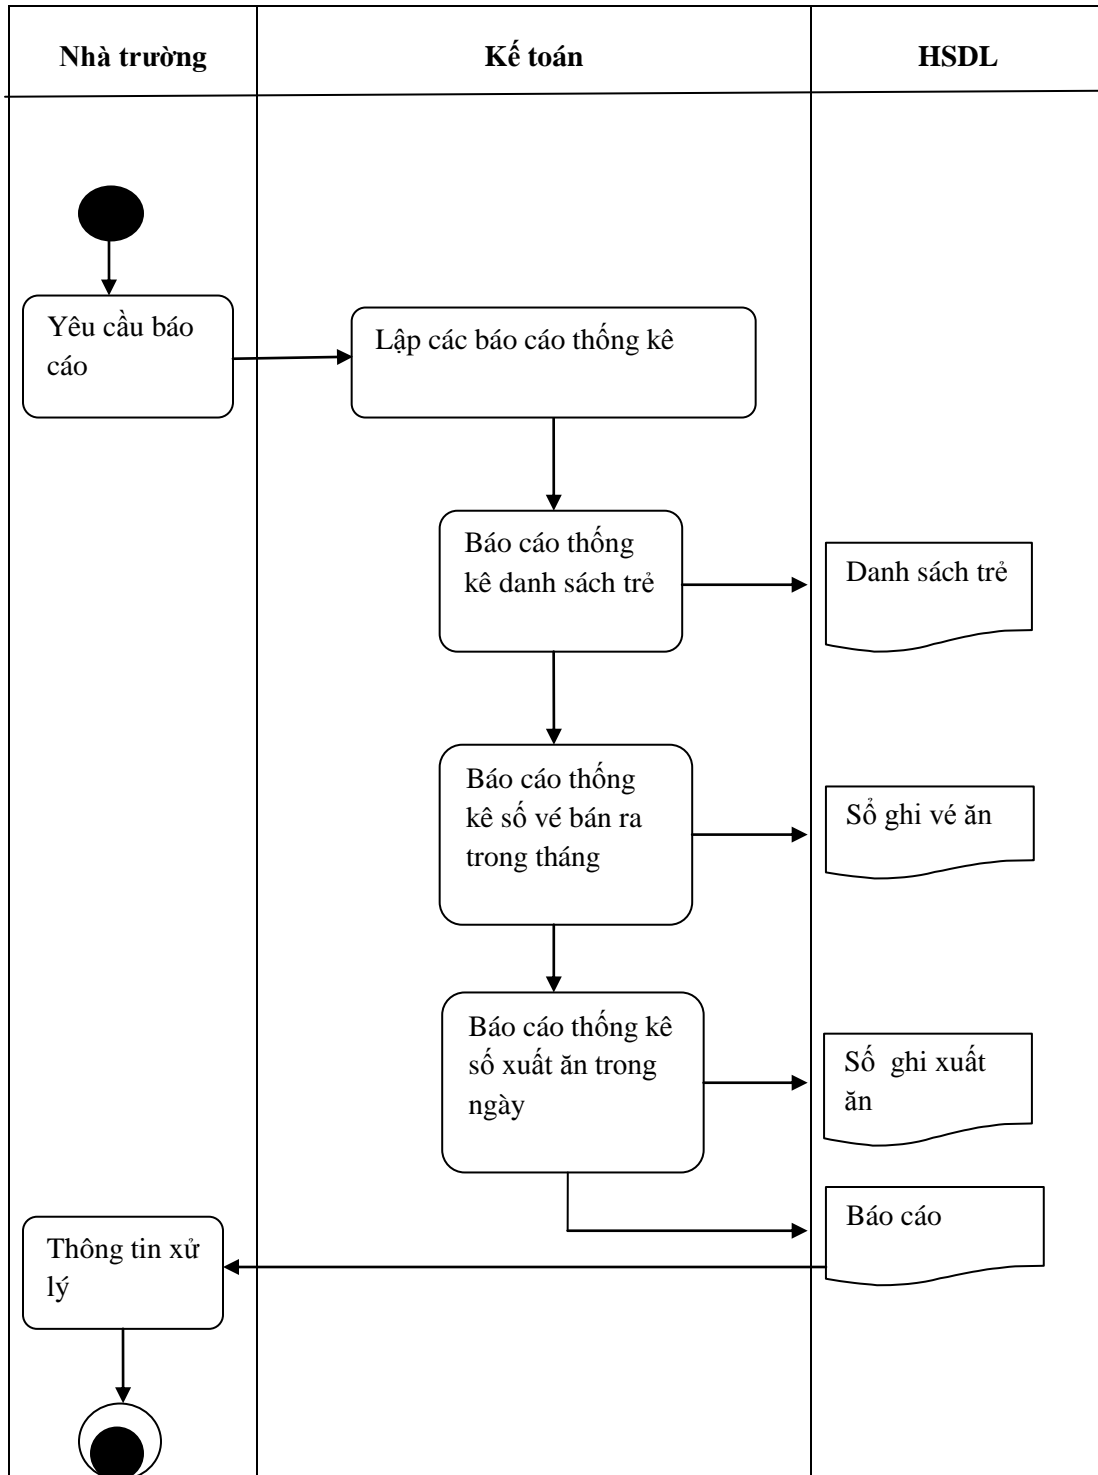 Nhà trường
Kế toán
HSDL
Yêu cầu báo
cáo
Lập các báo cáo thống kê
Báo cáo thống
kê danh sách trẻ
Danh sách trẻ
Báo cáo thống
kê số vé bán ra
trong tháng
Sổ ghi vé ăn
Báo cáo thống kê
số xuất ăn trong
ngày
Số  ghi xuất
ăn
Báo cáo
Thông tin xử
lý